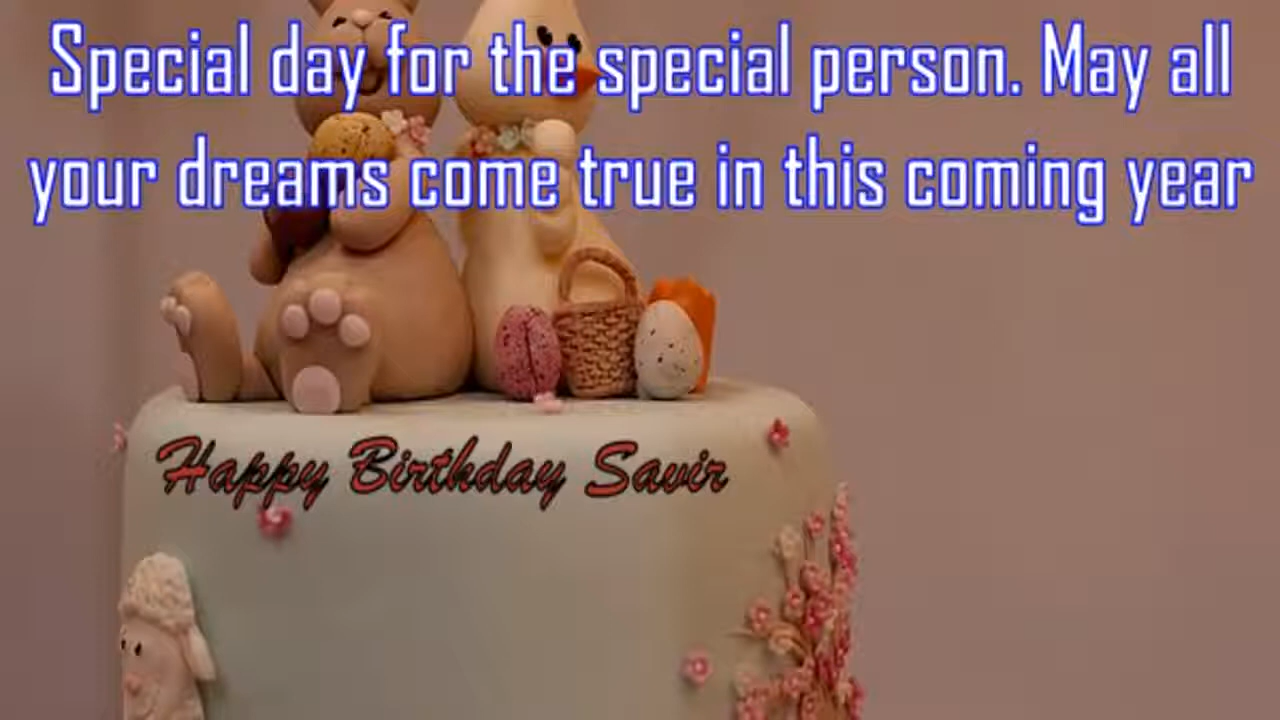 Special day for the special person. May all
your dreams come true in this coming year
Happy Birthday Savir